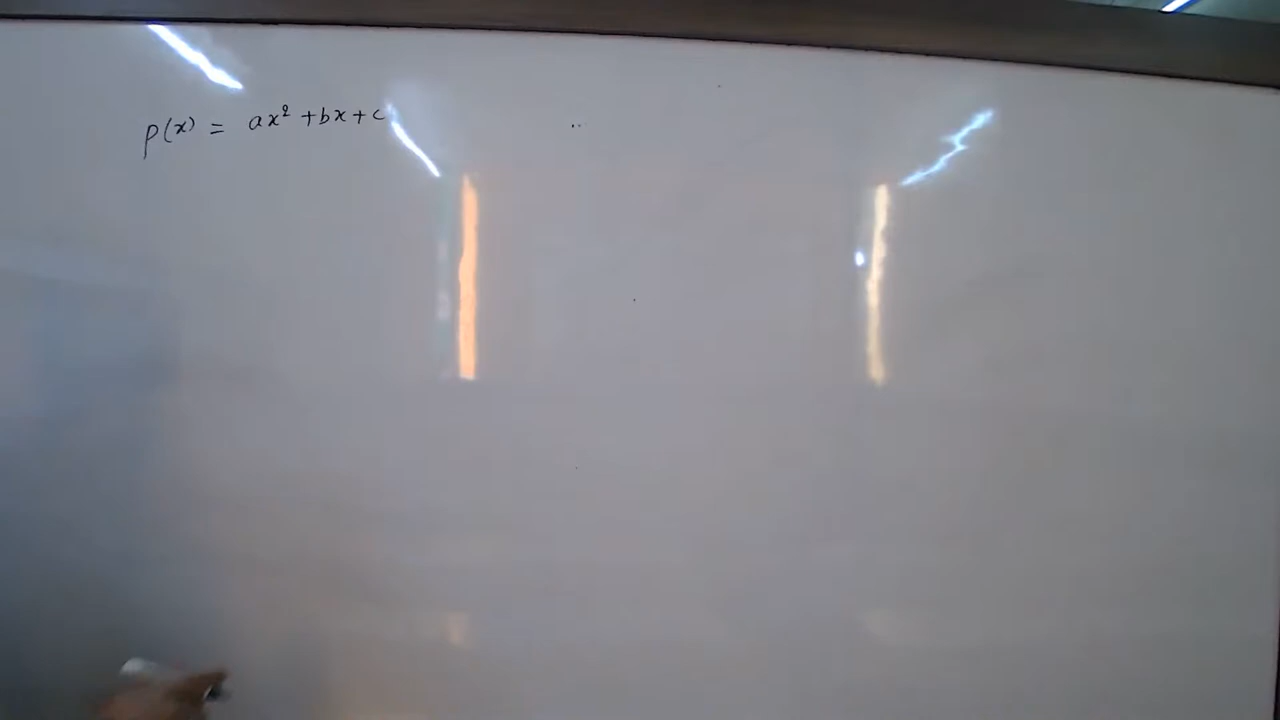 p(x) = ax² + bx + c